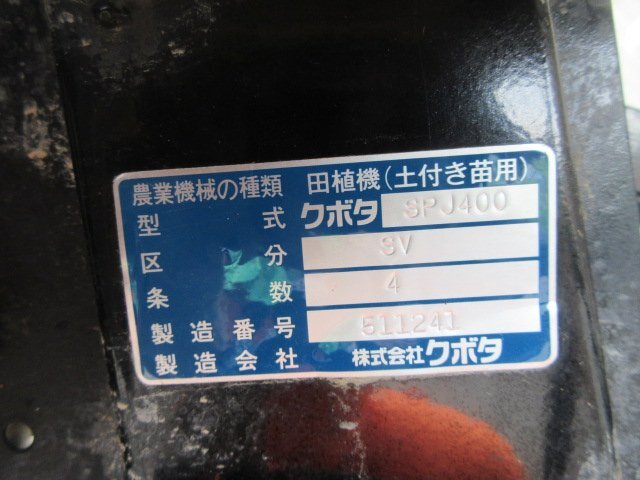 農業機械の種類 田植機(土付き苗用)
型式 クボタ SPJ400
区分 SV
条数 4
製造番号 511241
製造会社 株式会社クボタ